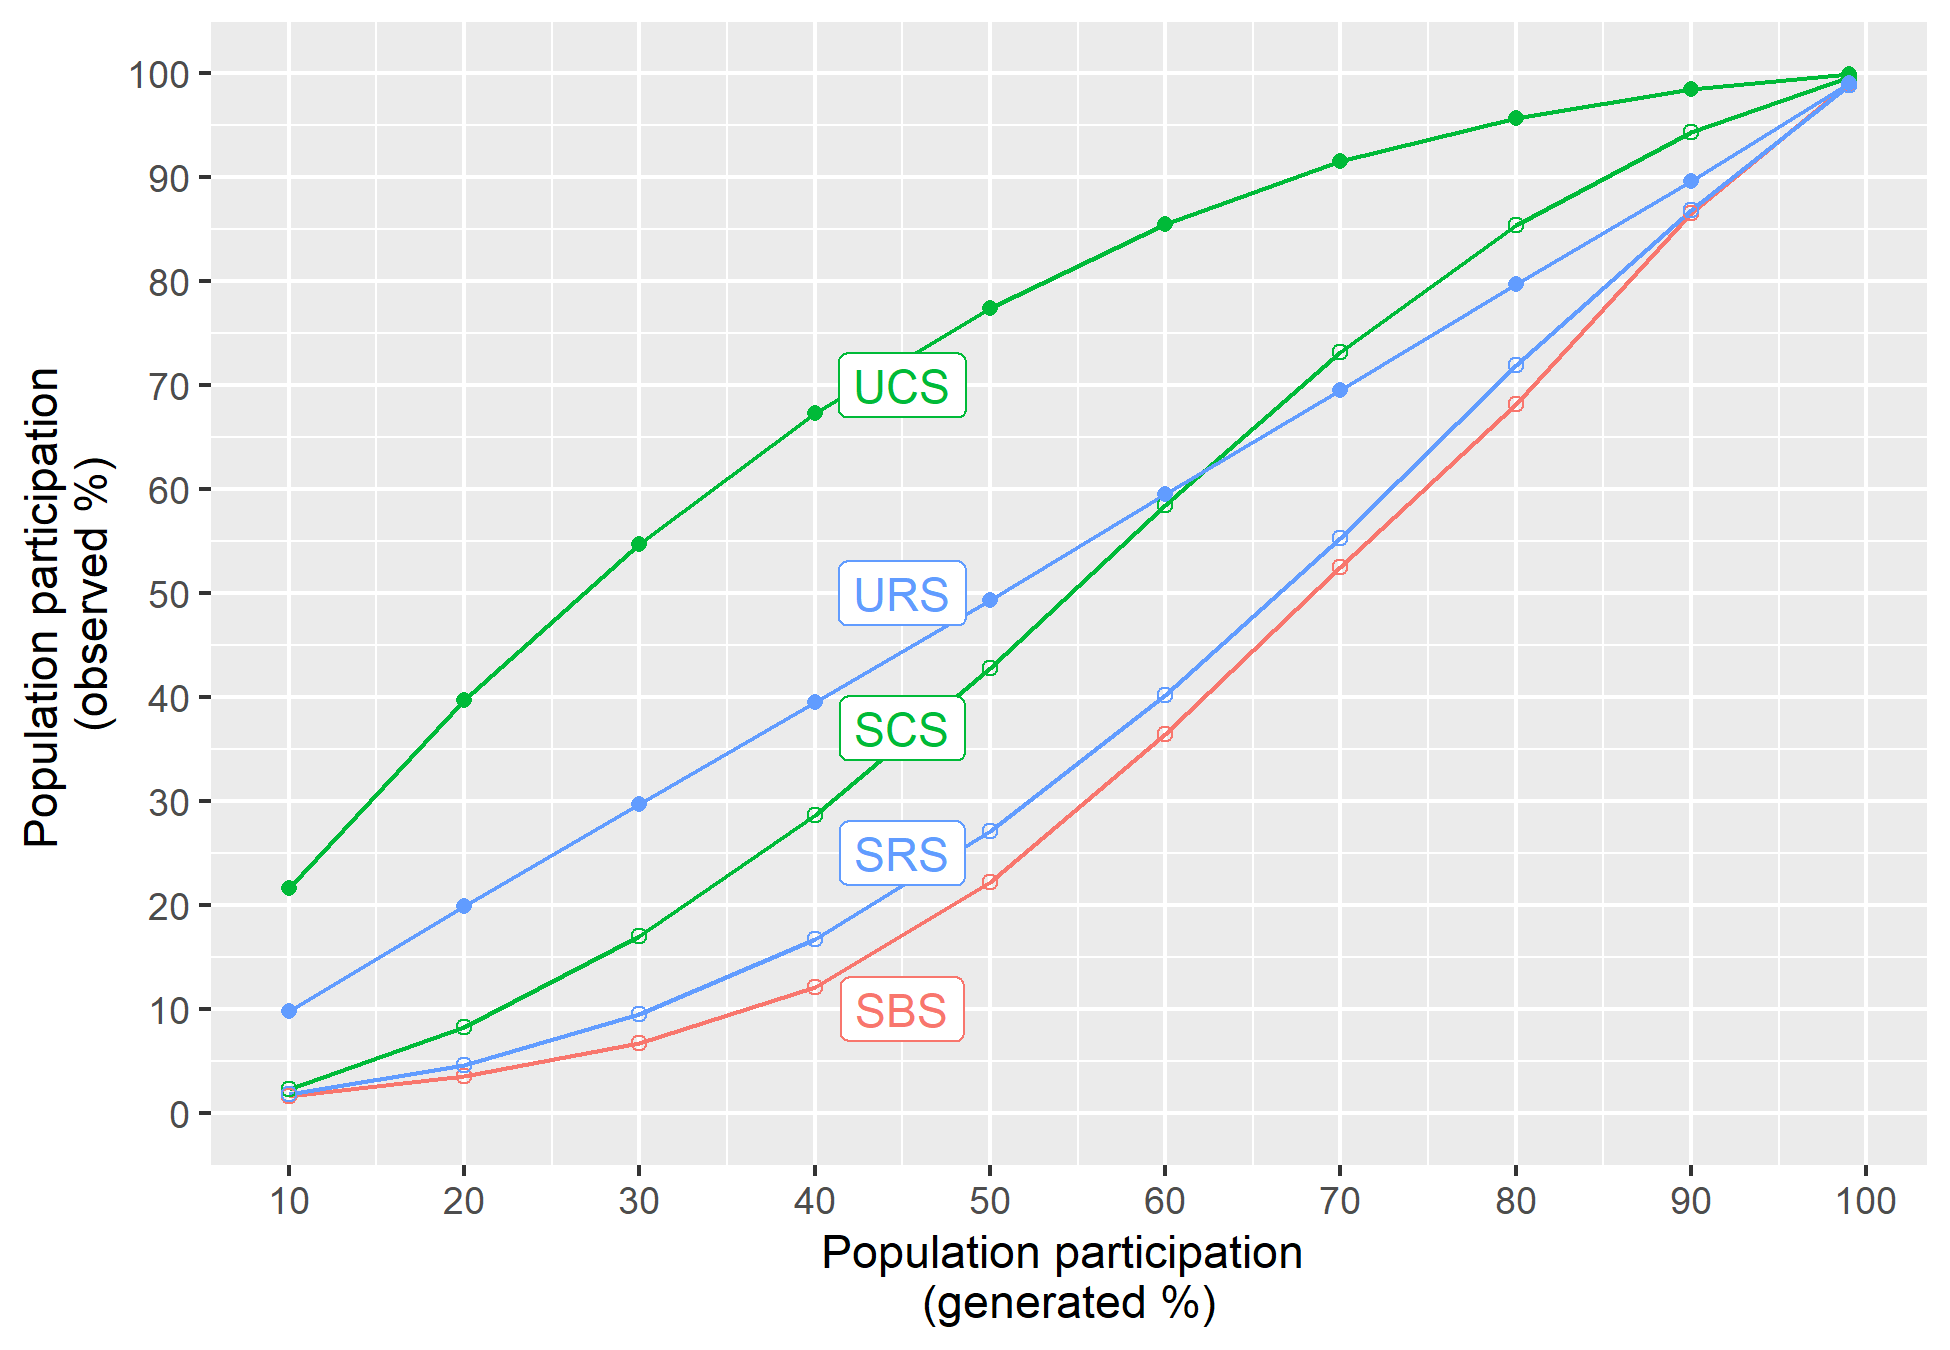 100
90
80
70
60
50
40
30
20
10
0
Population participation
(observed %)
UCS
URS
SCS
SRS
SBS
10 20 30 40 50 60 70 80 90 100
Population participation
(generated %)